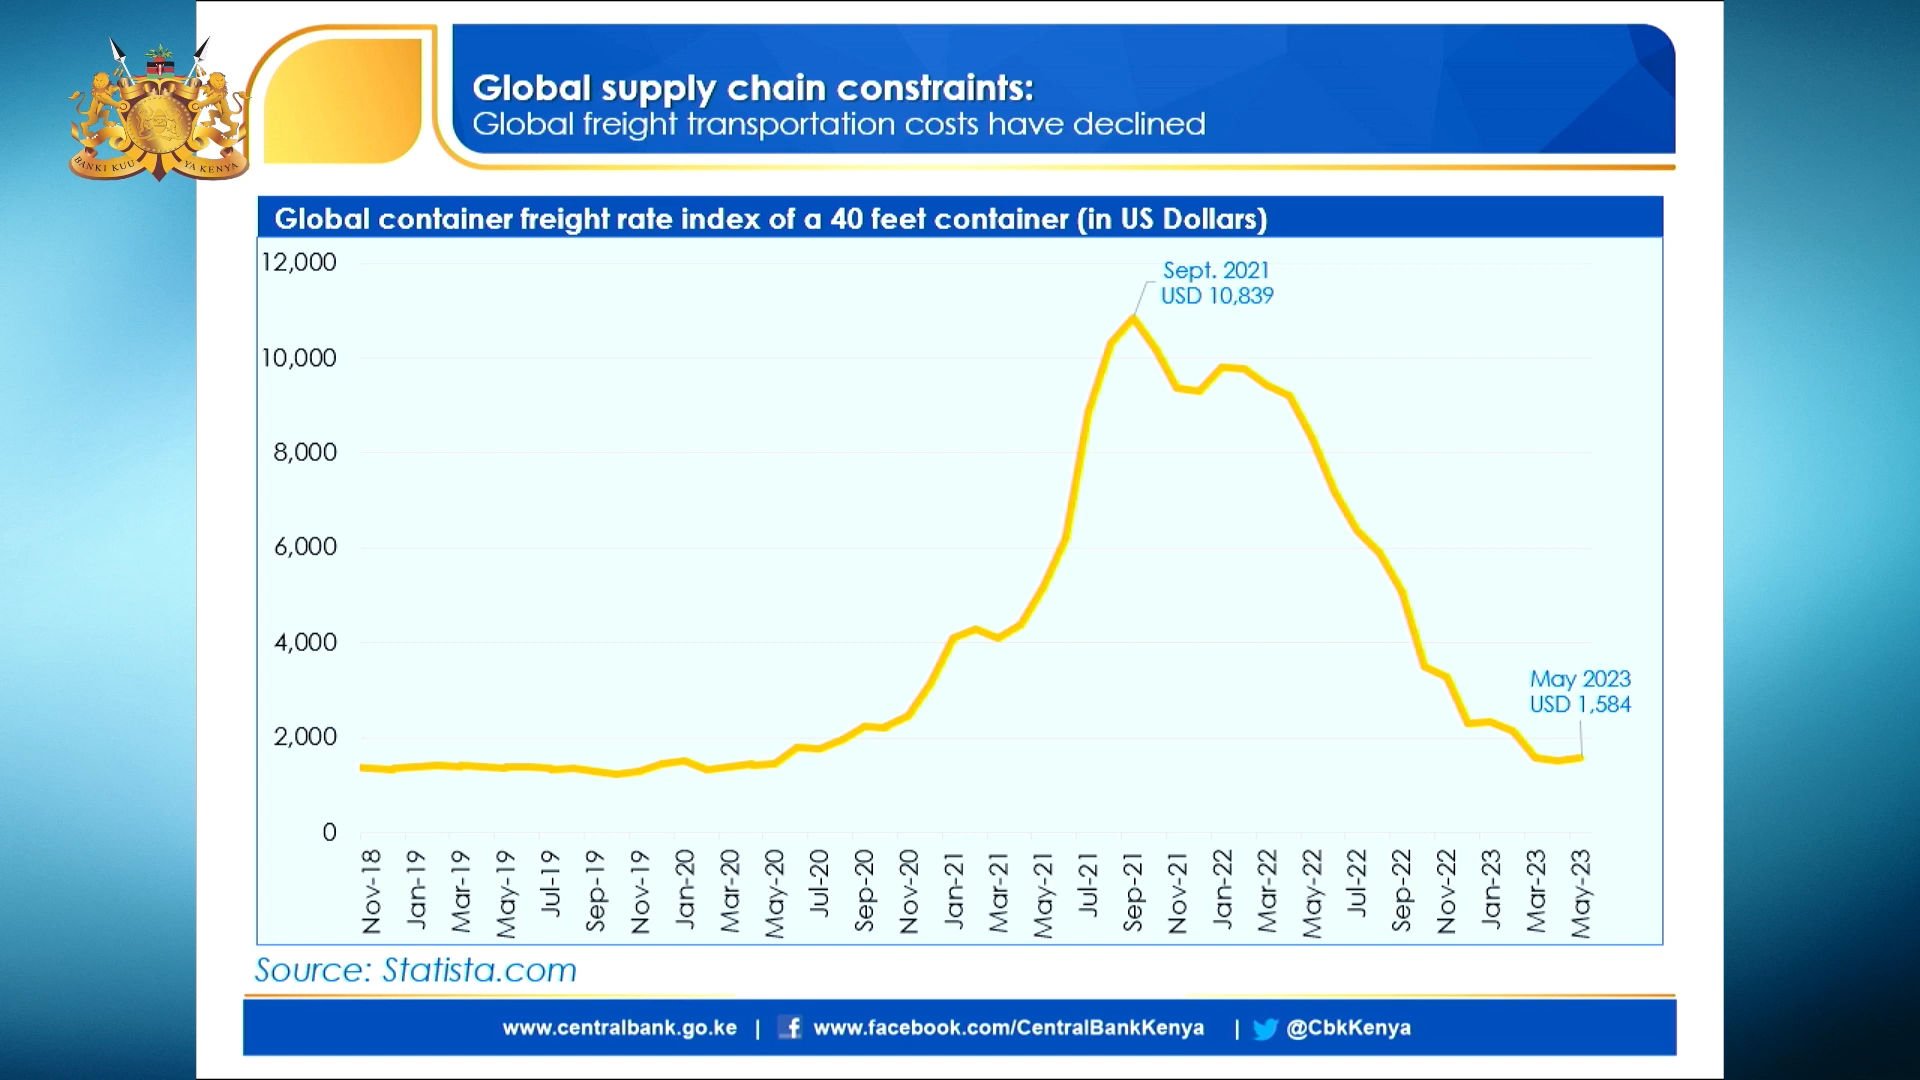 BANKI KUU YA KENYA
Global supply chain constraints:
Global freight transportation costs have declined
Global container freight rate index of a 40 feet container (in US Dollars)
12,000
10,000
8,000
6,000
4,000
2,000
0
Sept. 2021
USD 10,839
May 2023
USD 1,584
Nov-18
Jan-19
Mar-19
May-19
Jul-19
Sep-19
Nov-19
Jan-20
Mar-20
May-20
Jul-20
Sep-20
Nov-20
Jan-21
Mar-21
May-21
Jul-21
Sep-21
Nov-21
Jan-22
Mar-22
May-22
Jul-22
Sep-22
Nov-22
Jan-23
Mar-23
May-23
Source: Statista.com
www.centralbank.go.ke | f www.facebook.com/CentralBankKenya | @CbkKenya